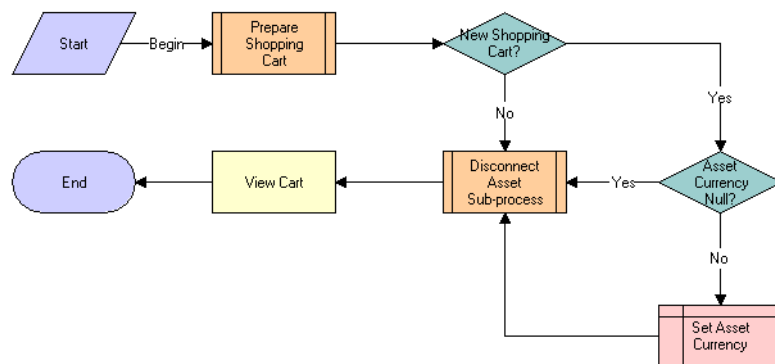 Start
Begin
Prepare
Shopping
Cart
New Shopping
Cart?
Yes
No
End
View Cart
Disconnect
Asset
Sub-process
Yes
Asset
Currency
Null?
No
Set Asset
Currency